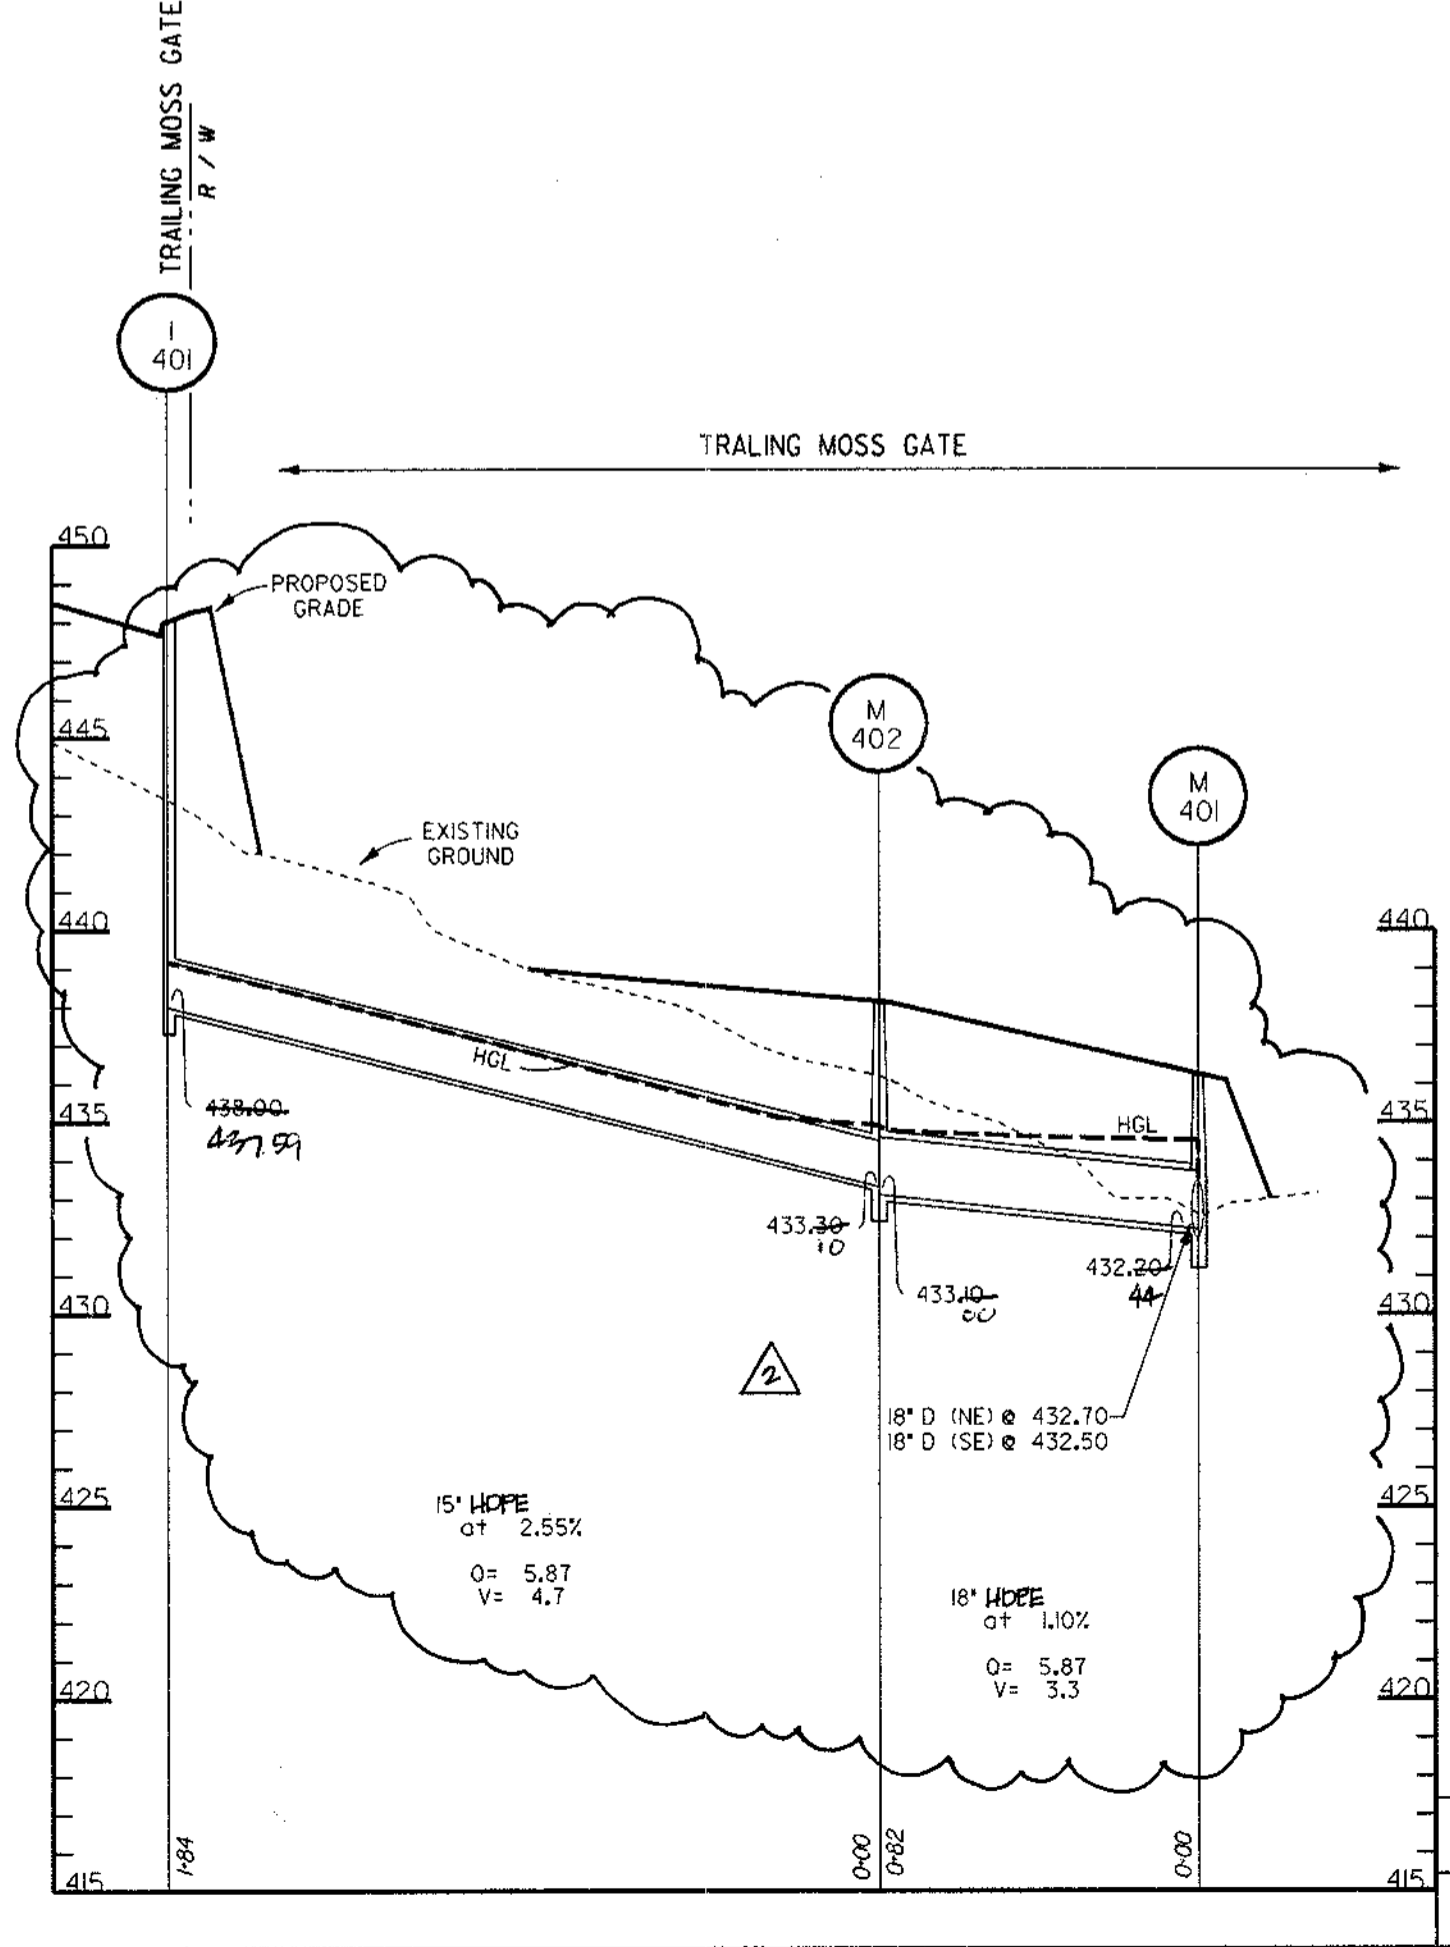 TRAILING MOSS GATE
R / W
I
401
TRALING MOSS GATE
450
PROPOSED
GRADE
M
402
445
M
401
EXISTING
GROUND
440
440
HGL
438.00
437.59
435
HGL
435
433.30
10
433.10
00
432.20
44
430
430
2
18" D (NE) @ 432.70
18" D (SE) @ 432.50
425
425
15" HDPE
at 2.55%
Q= 5.87
V= 4.7
18" HDPE
at 1.10%
Q= 5.87
V= 3.3
420
420
1+84
0+00
0+82
0+00
415
415